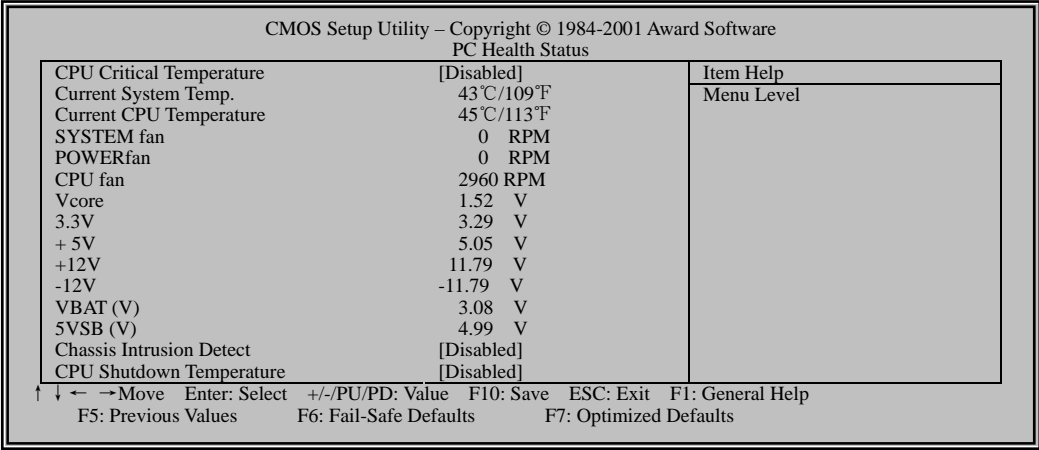 CMOS Setup Utility – Copyright © 1984-2001 Award Software
PC Health Status
CPU Critical Temperature [Disabled] Item Help
Current System Temp. 43℃/109℉ Menu Level
Current CPU Temperature 45℃/113℉
SYSTEM fan 0 RPM
POWERfan 0 RPM
CPU fan 2960 RPM
Vcore 1.52 V
3.3V 3.29 V
+ 5V 5.05 V
+12V 11.79 V
-12V -11.79 V
VBAT (V) 3.08 V
5VSB (V) 4.99 V
Chassis Intrusion Detect [Disabled]
CPU Shutdown Temperature [Disabled]
↑↓← →Move Enter: Select +/-/PU/PD: Value F10: Save ESC: Exit F1: General Help
F5: Previous Values F6: Fail-Safe Defaults F7: Optimized Defaults